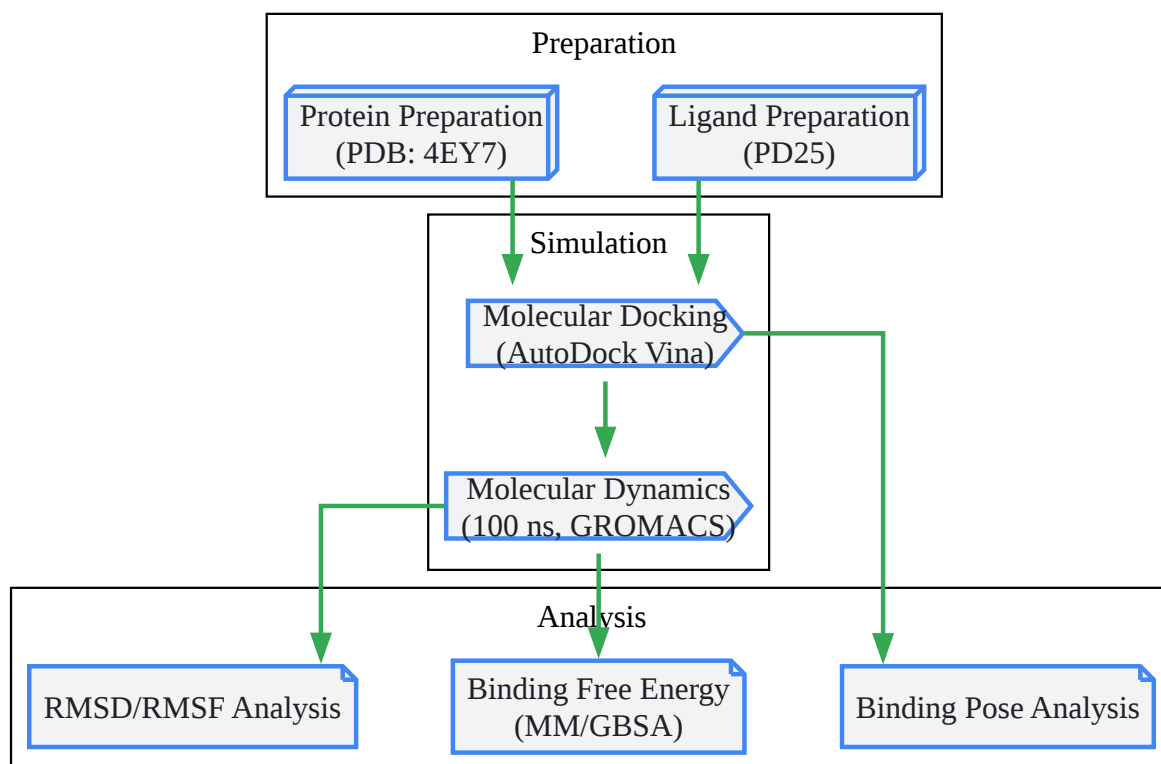 Preparation
Protein Preparation
(PDB: 4EY7)
Ligand Preparation
(PD25)
Simulation
Molecular Docking
(AutoDock Vina)
Molecular Dynamics
(100 ns, GROMACS)
Analysis
RMSD/RMSF Analysis
Binding Free Energy
(MM/GBSA)
Binding Pose Analysis